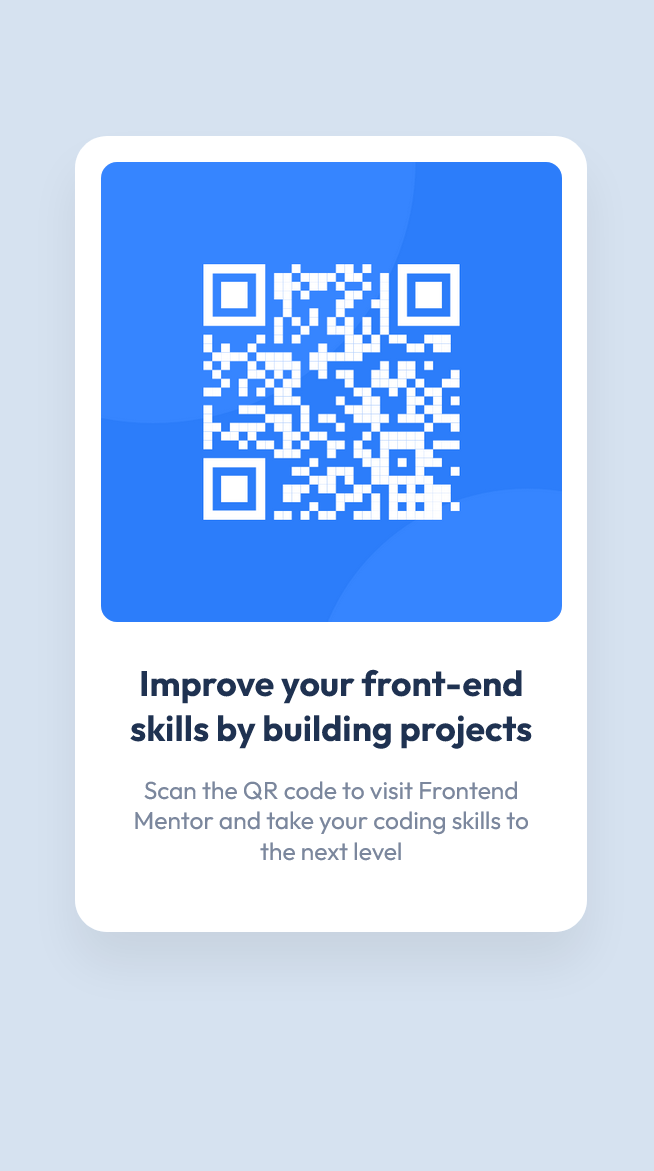 Improve your front-end
skills by building projects
Scan the QR code to visit Frontend
Mentor and take your coding skills to
the next level